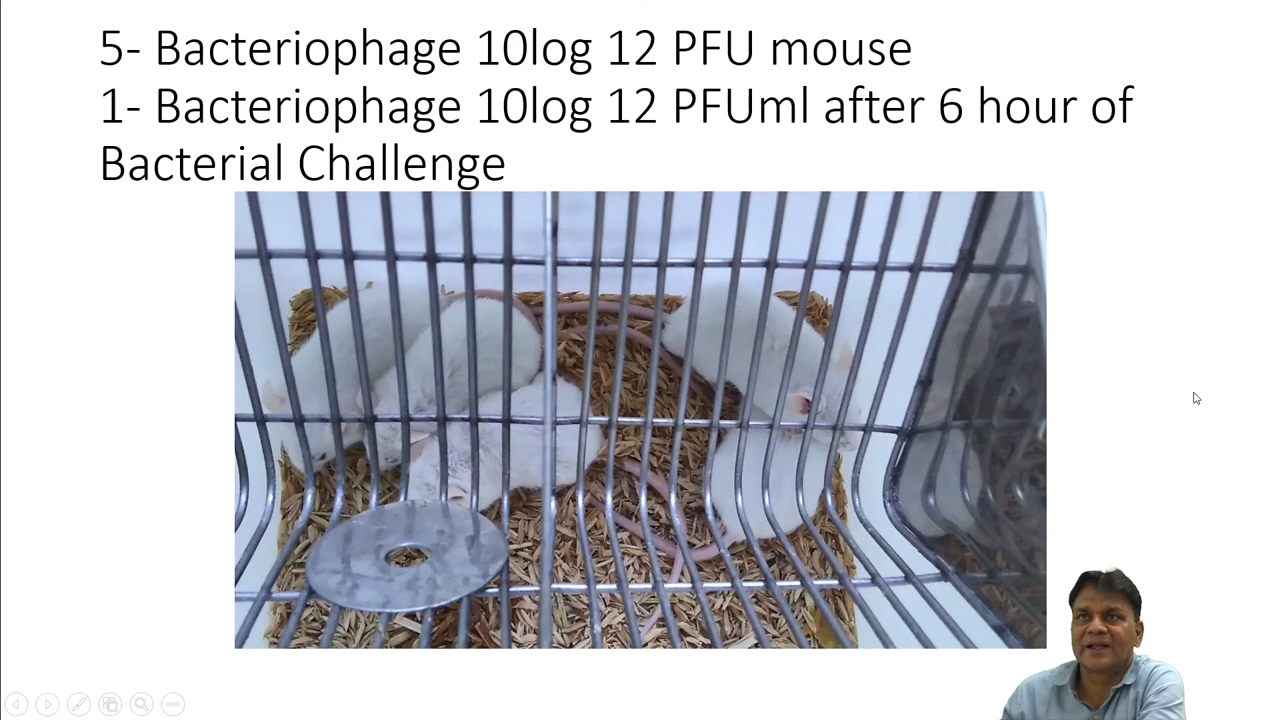 5- Bacteriophage 10log 12 PFU mouse
1- Bacteriophage 10log 12 PFUml after 6 hour of
Bacterial Challenge